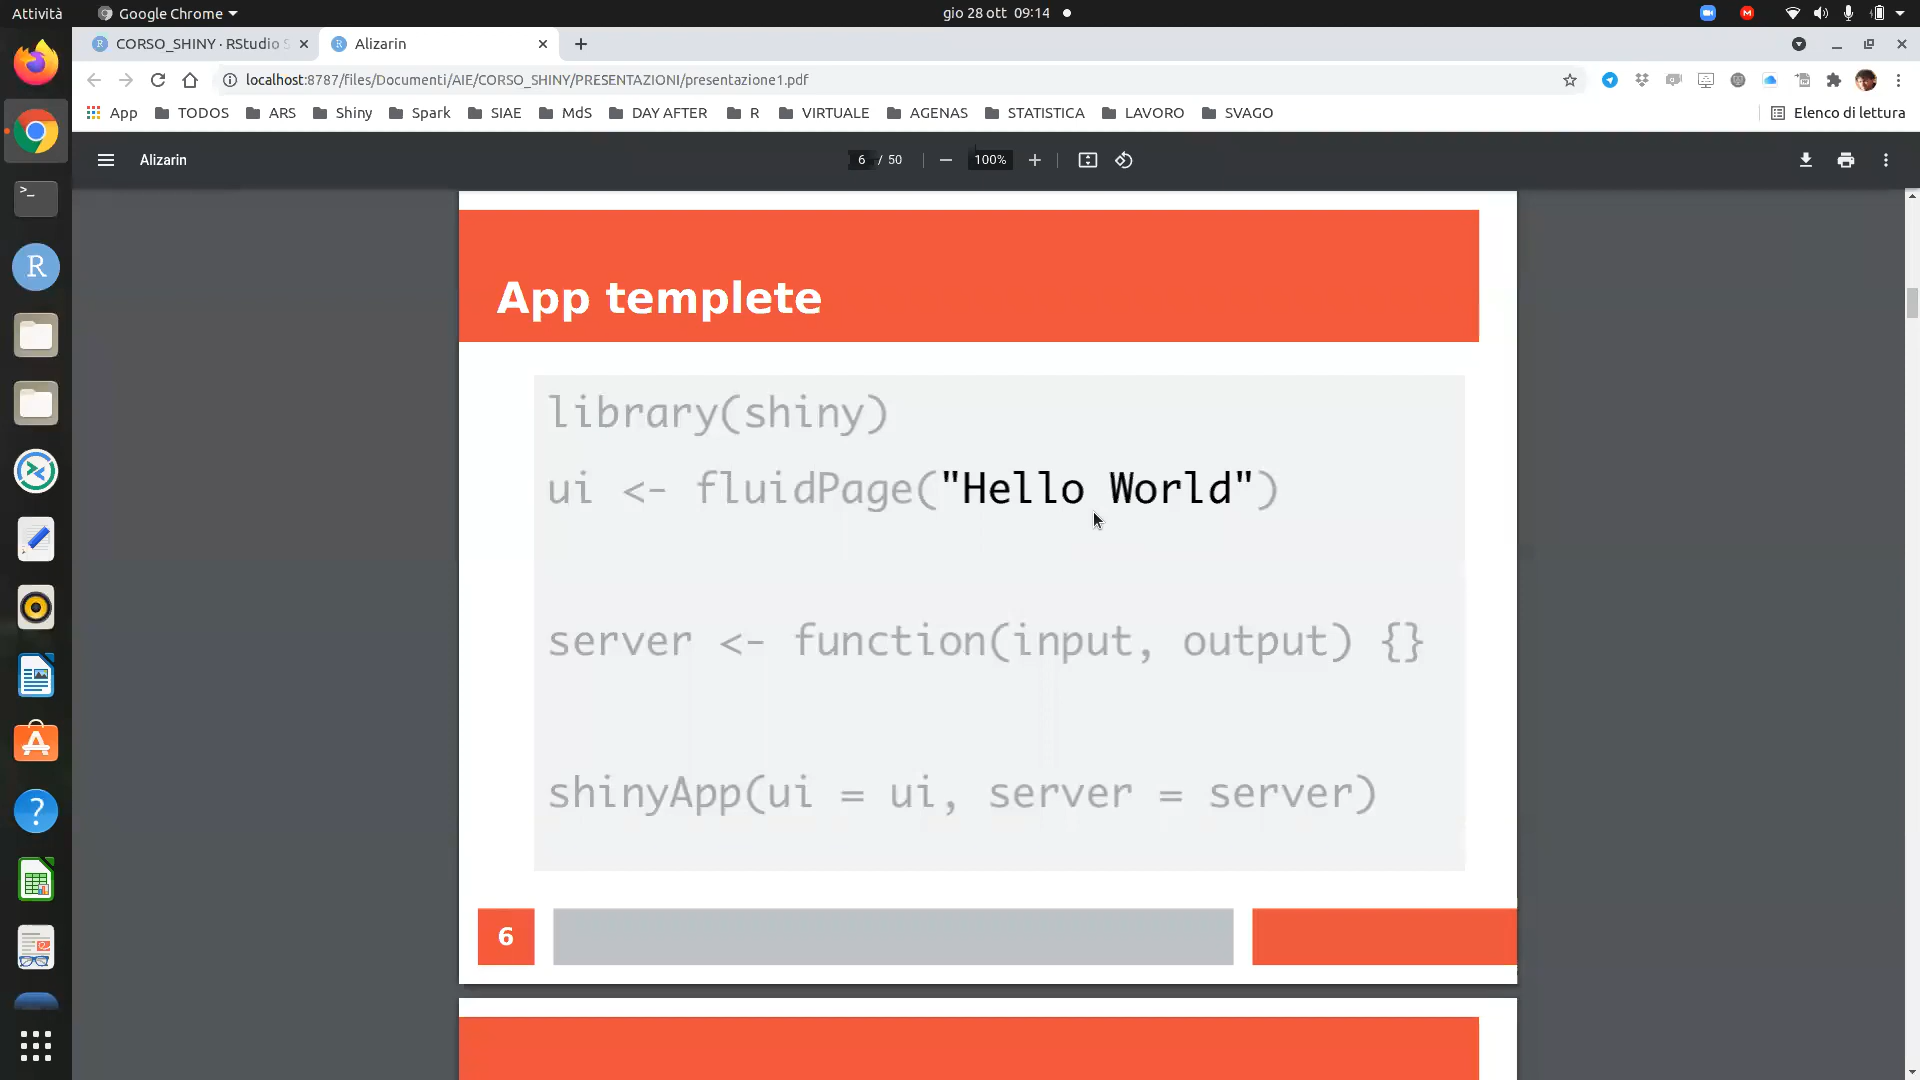 Attività
Google Chrome
gio 28 ott 09:14
M
CORSO_SHINY · RStudio S
Alizarin
localhost:8787/files/Documenti/AIE/CORSO_SHINY/PRESENTAZIONI/presentazione1.pdf
App
TODOS
ARS
Shiny
Spark
SIAE
MdS
DAY AFTER
R
VIRTUALE
AGENAS
STATISTICA
LAVORO
SVAGO
Elenco di lettura
Alizarin
6 / 50
100%
>_
R
?
App templete
library(shiny)
ui <- fluidPage("Hello World")
server <- function(input, output) {}
shinyApp(ui = ui, server = server)
6